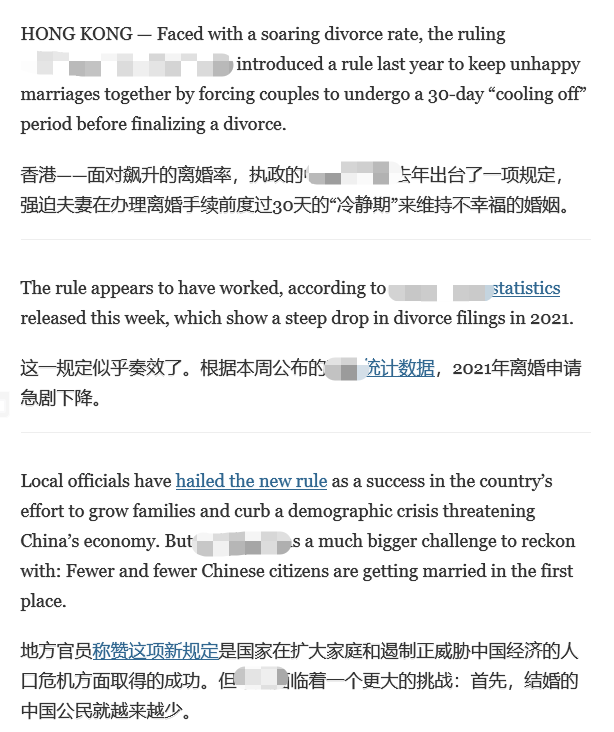 HONG KONG — Faced with a soaring divorce rate, the ruling
introduced a rule last year to keep unhappy
marriages together by forcing couples to undergo a 30-day “cooling off”
period before finalizing a divorce.
香港——面对飙升的离婚率，执政的 去年出台了一项规定，
强迫夫妻在办理离婚手续前度过30天的“冷静期”来维持不幸福的婚姻。
The rule appears to have worked, according to statistics
released this week, which show a steep drop in divorce filings in 2021.
这一规定似乎奏效了。根据本周公布的 统计数据，2021年离婚申请
急剧下降。
Local officials have hailed the new rule as a success in the country’s
effort to grow families and curb a demographic crisis threatening
China’s economy. But a much bigger challenge to reckon
with: Fewer and fewer Chinese citizens are getting married in the first
place.
地方官员称赞这项新规定是国家在扩大家庭和遏制正威胁中国经济的人
口危机方面取得的成功。但 临着一个更大的挑战：首先，结婚的
中国公民就越来越少。